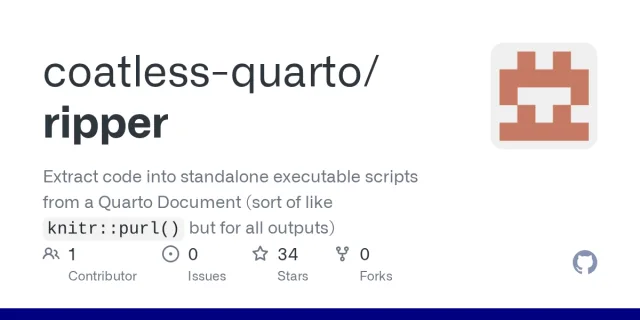 coatless-quarto/
ripper
Extract code into standalone executable scripts
from a Quarto Document (sort of like
knitr::purl() but for all outputs)
1 0 34 0
Contributor Issues Stars Forks